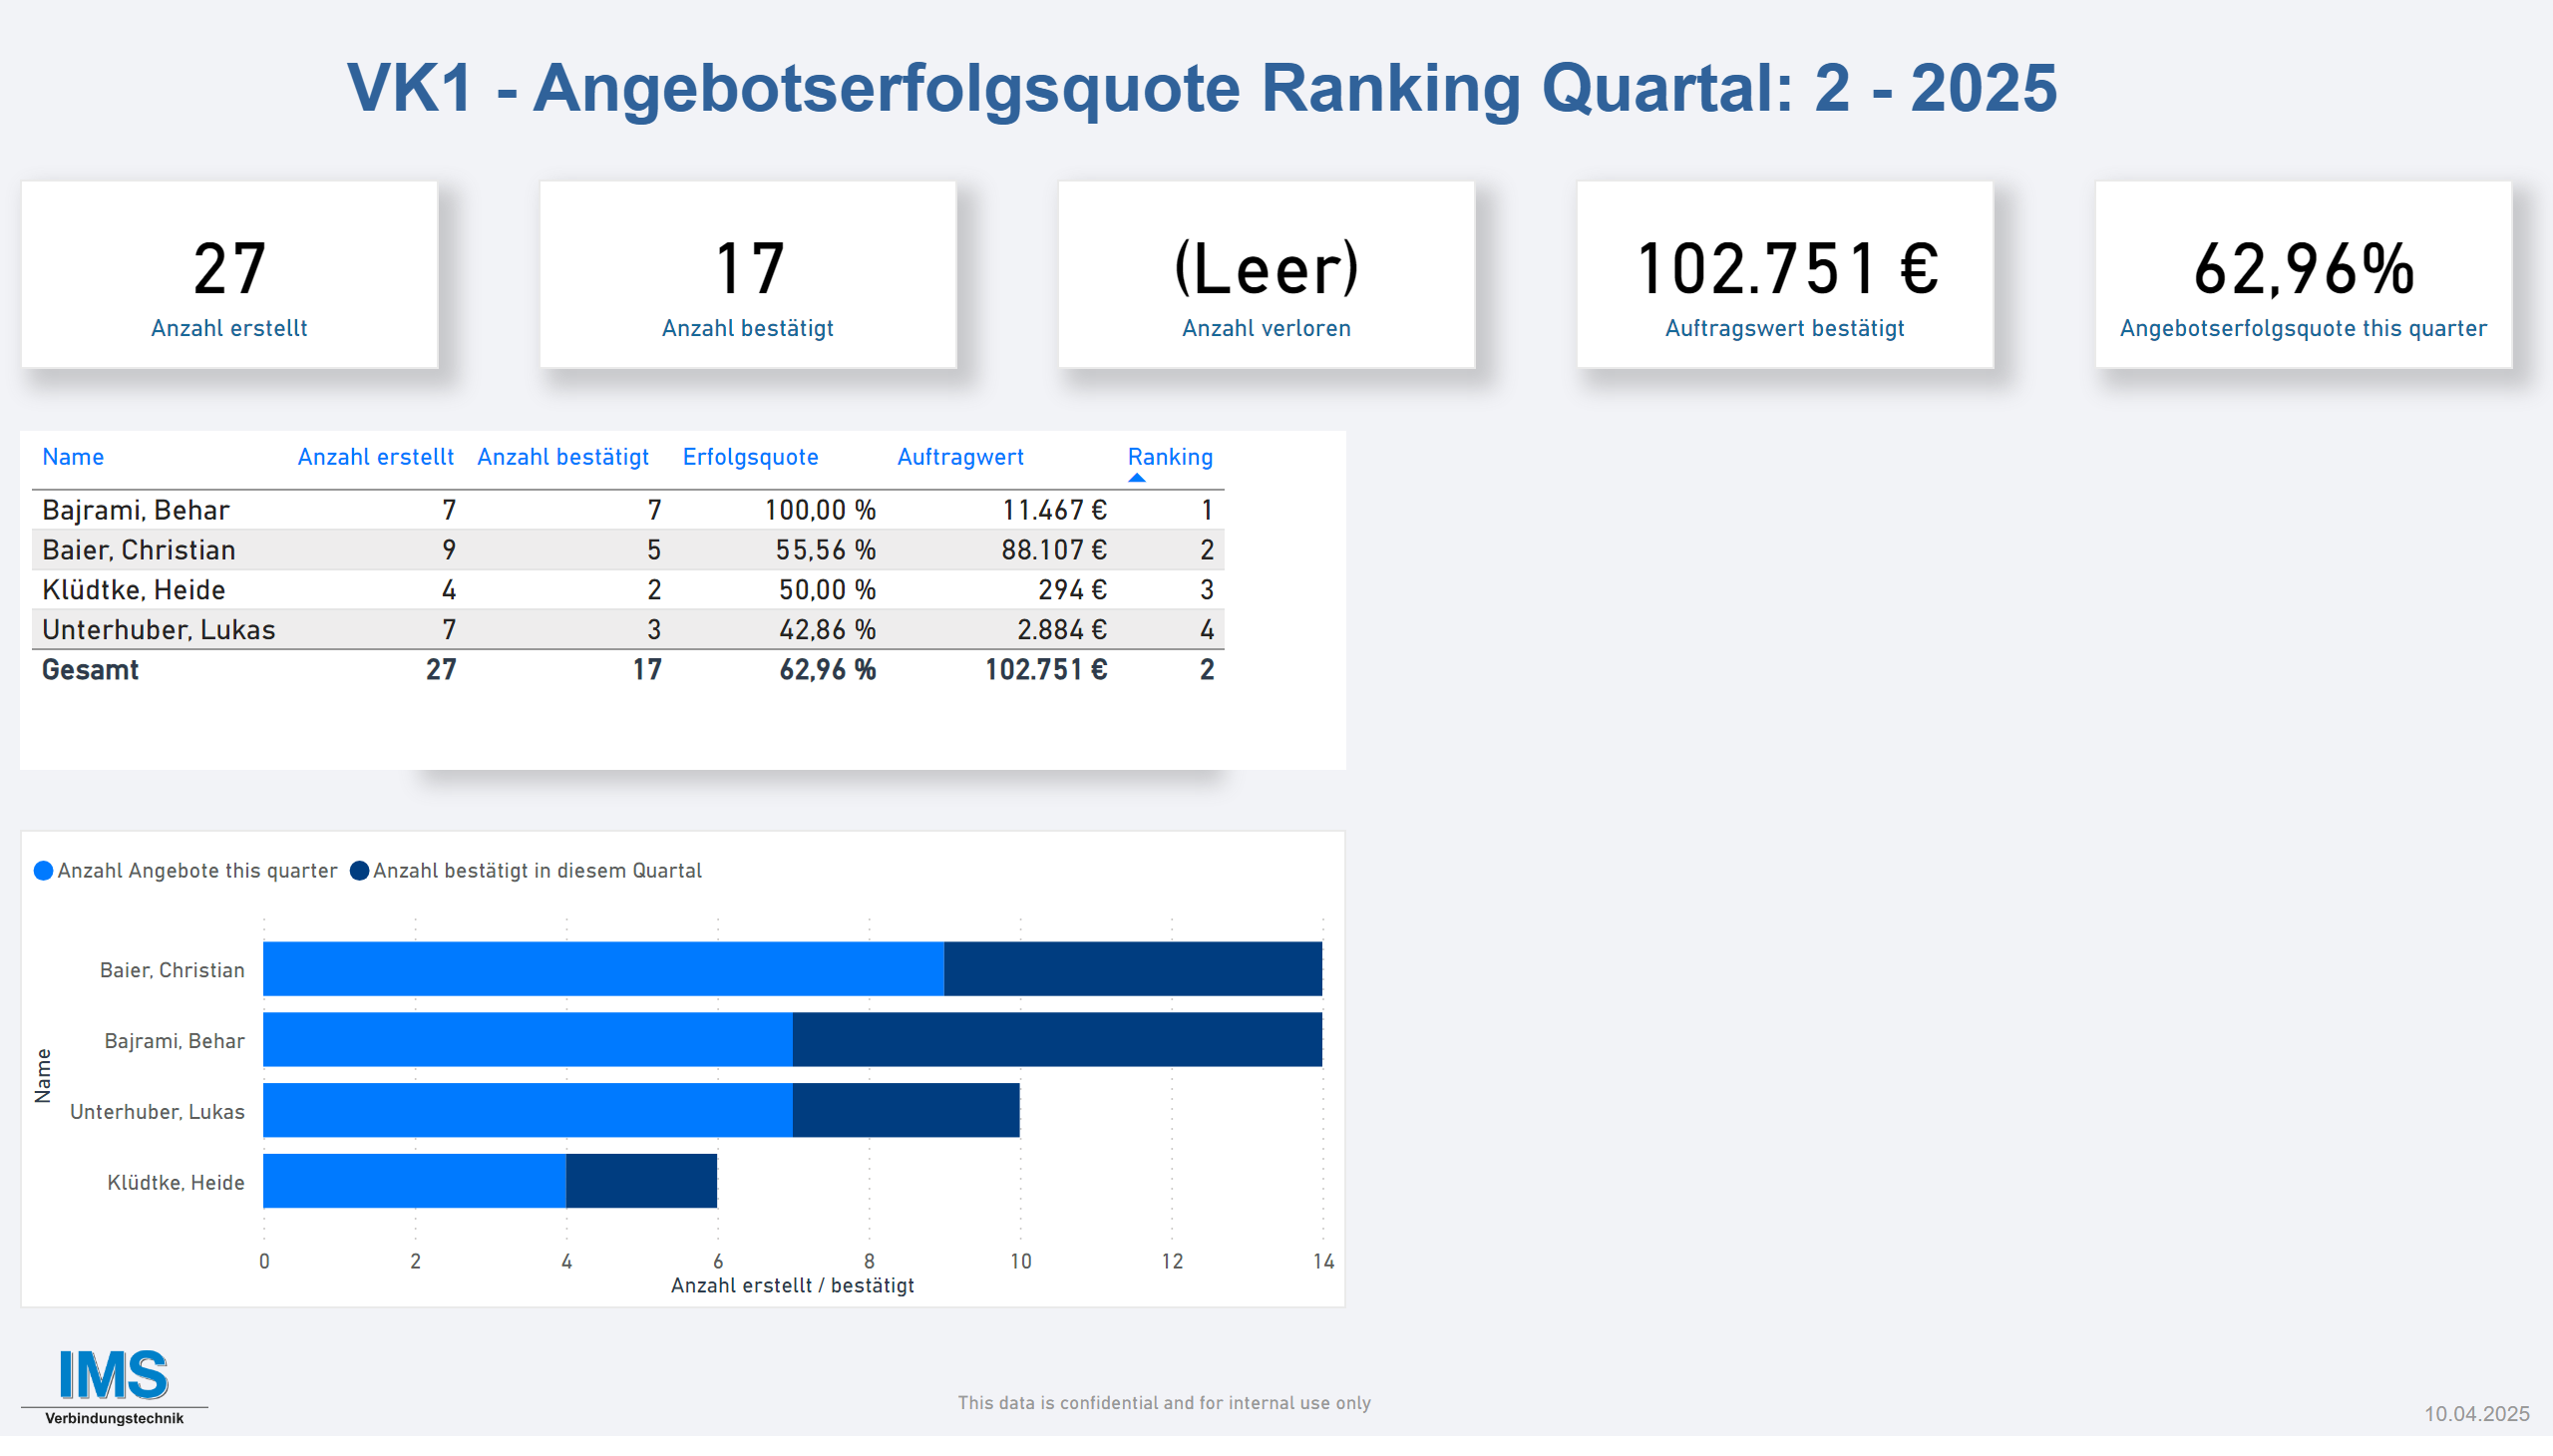 VK1 - Angebotserfolgsquote Ranking Quartal: 2 - 2025
27
Anzahl erstellt
17
Anzahl bestätigt
(Leer)
Anzahl verloren
102.751 €
Auftragswert bestätigt
62,96%
Angebotserfolgsquote this quarter
Name Anzahl erstellt Anzahl bestätigt Erfolgsquote Auftragwert Ranking
Bajrami, Behar 7 7 100,00 % 11.467 € 1
Baier, Christian 9 5 55,56 % 88.107 € 2
Klüdtke, Heide 4 2 50,00 % 294 € 3
Unterhuber, Lukas 7 3 42,86 % 2.884 € 4
Gesamt 27 17 62,96 % 102.751 € 2
Anzahl Angebote this quarter Anzahl bestätigt in diesem Quartal
Name
Baier, Christian
Bajrami, Behar
Unterhuber, Lukas
Klüdtke, Heide
0 2 4 6 8 10 12 14
Anzahl erstellt / bestätigt
IMS
Verbindungstechnik
This data is confidential and for internal use only
10.04.2025